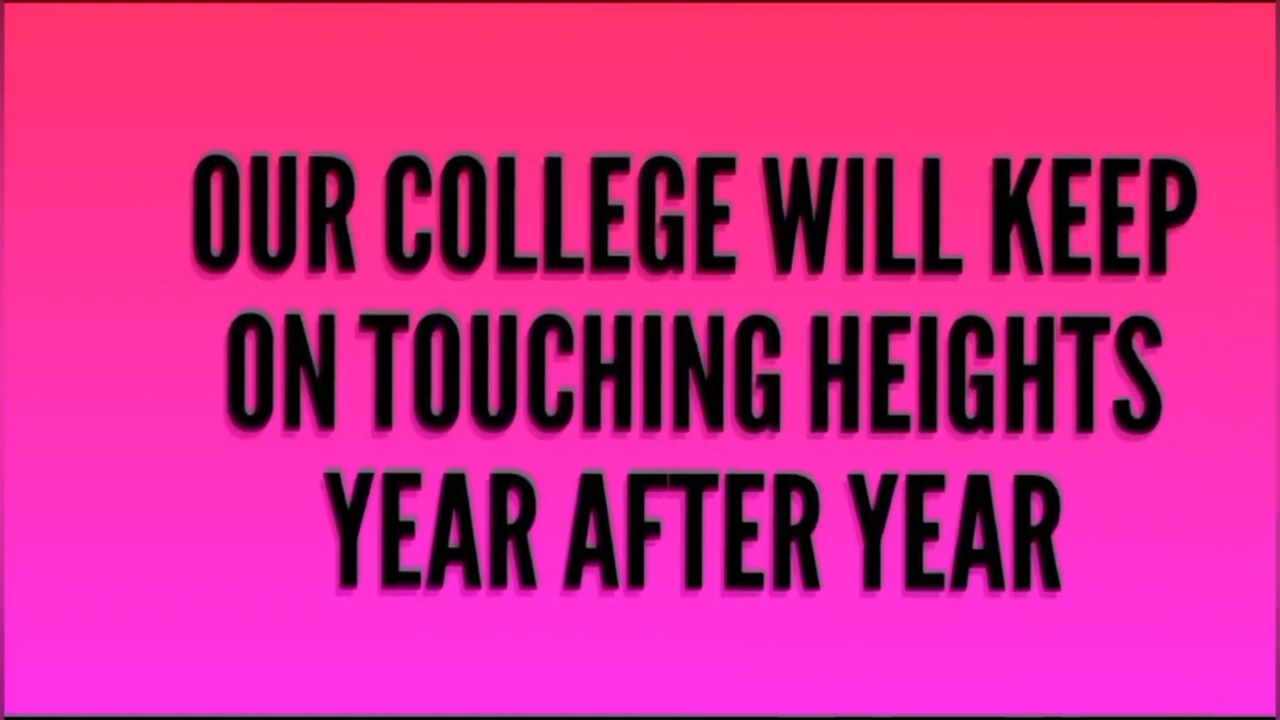 OUR COLLEGE WILL KEEP
ON TOUCHING HEIGHTS
YEAR AFTER YEAR